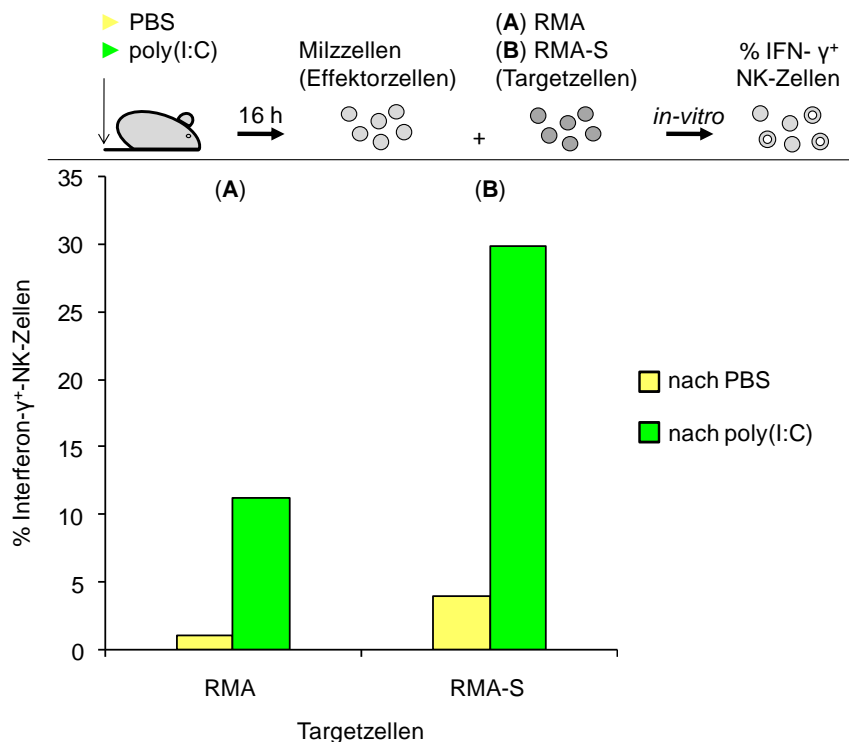 PBS
poly(I:C)
Milzzellen
(Effektorzellen)
(A) RMA
(B) RMA-S
(Targetzellen)
% IFN- γ⁺
NK-Zellen
16 h
+
in-vitro
(A)
(B)
35
30
25
20
15
10
5
0
% Interferon-γ⁺-NK-Zellen
RMA
RMA-S
Targetzellen
nach PBS
nach poly(I:C)